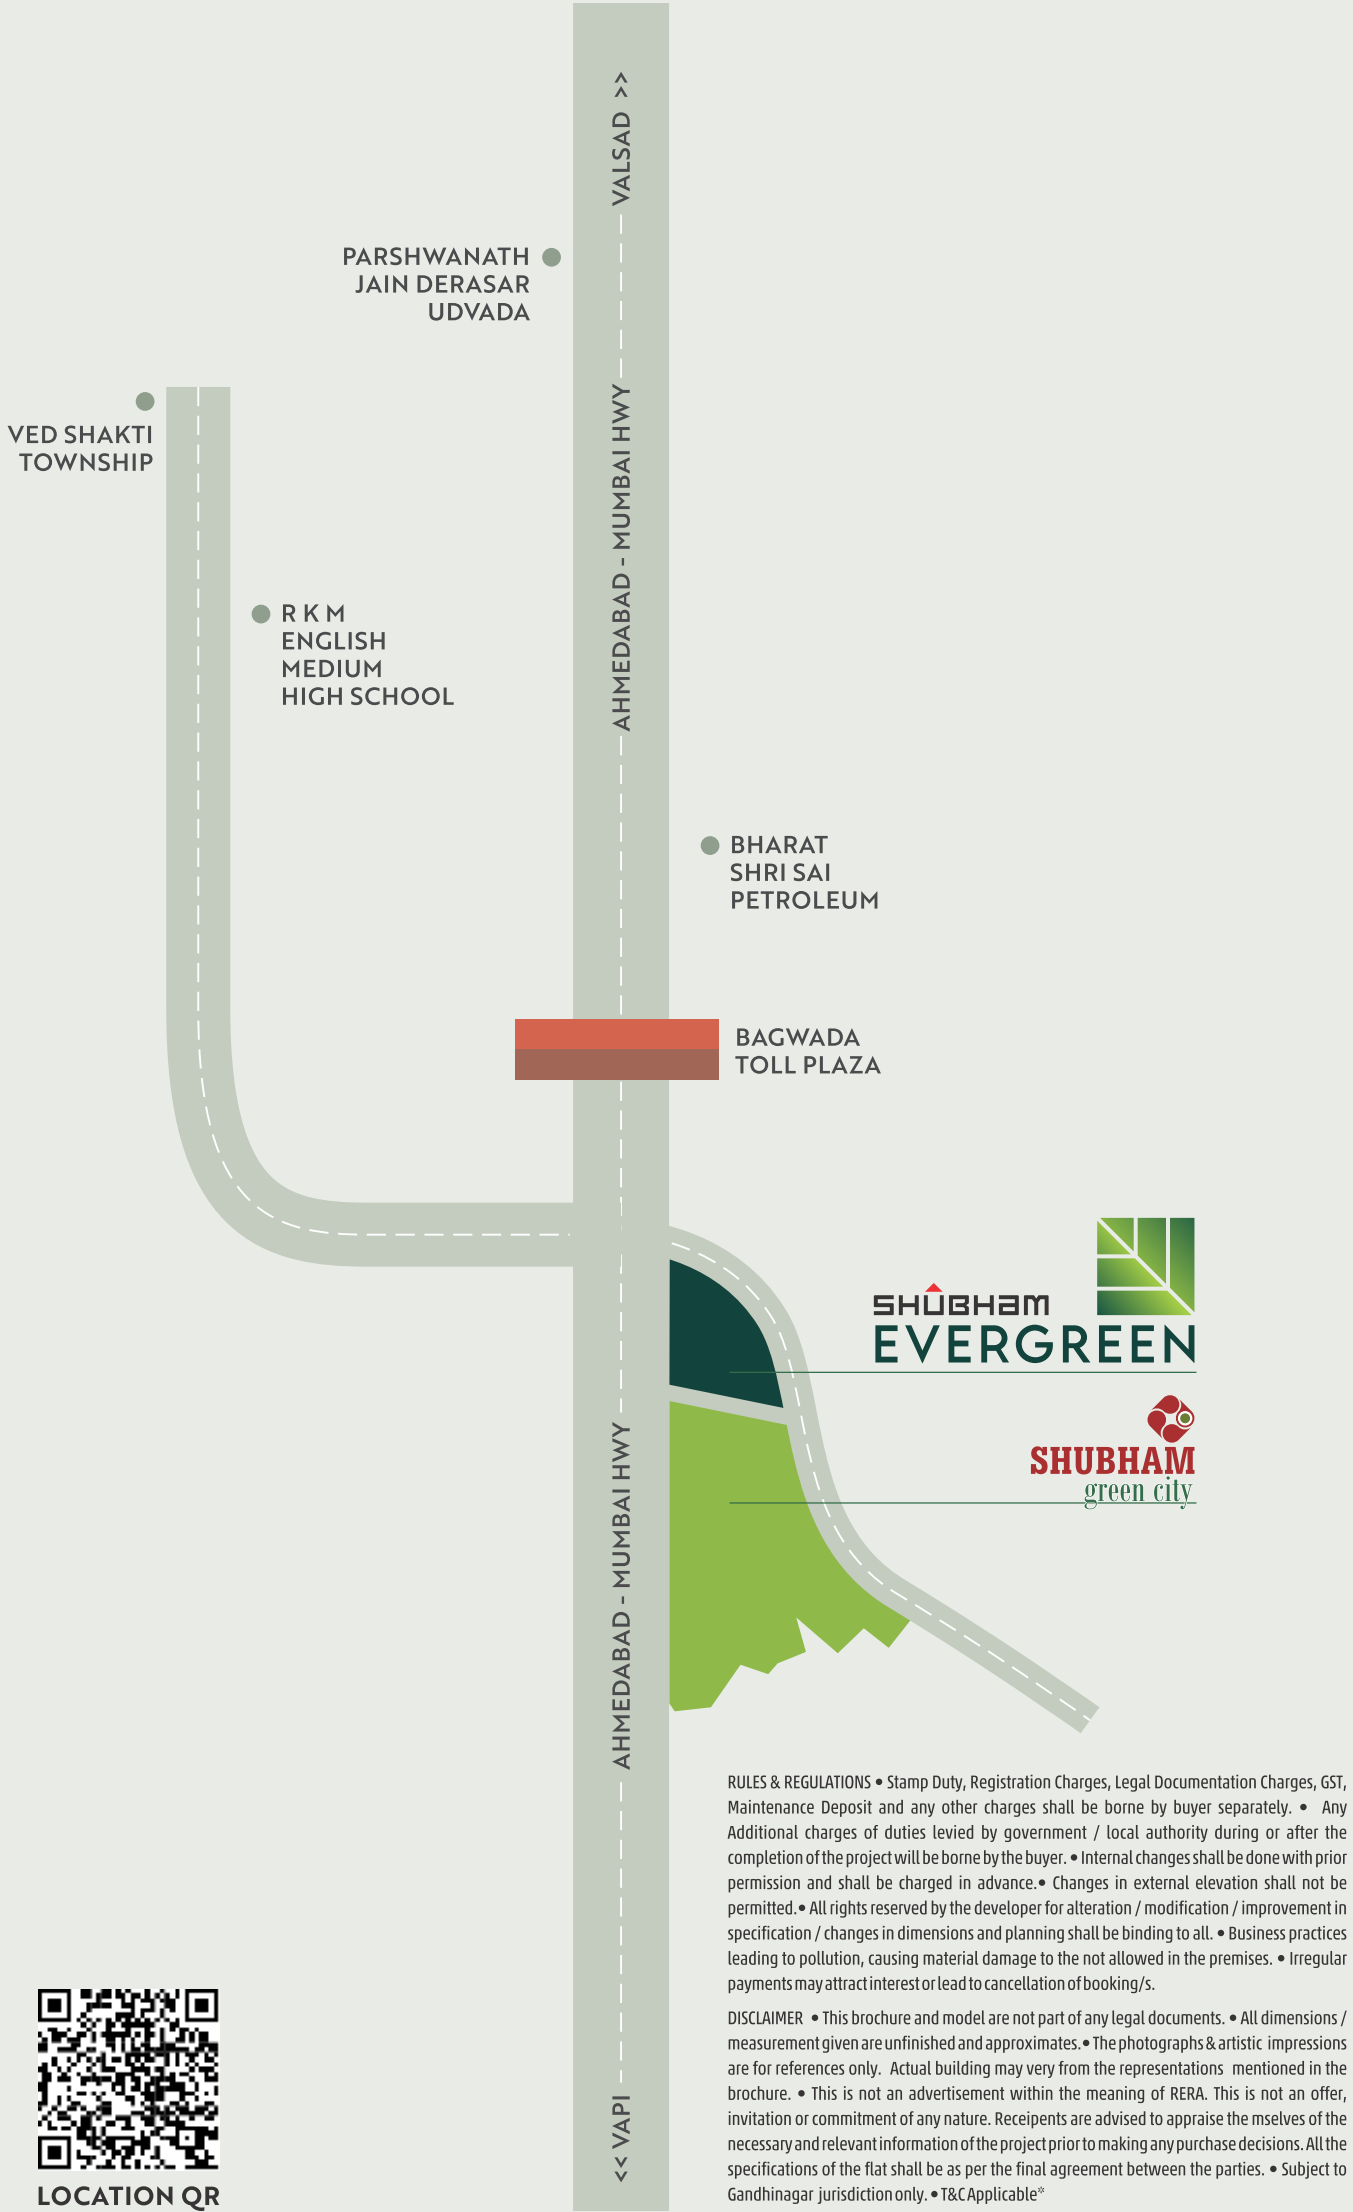 VALSAD >>
PARSHWANATH
JAIN DERASAR
UDVADA
VED SHAKTI
TOWNSHIP
AHMEDABAD - MUMBAI HWY
R K M
ENGLISH
MEDIUM
HIGH SCHOOL
BHARAT
SHRI SAI
PETROLEUM
BAGWADA
TOLL PLAZA
SHUBHAM
EVERGREEN
SHUBHAM
green city
AHMEDABAD - MUMBAI HWY
RULES & REGULATIONS • Stamp Duty, Registration Charges, Legal Documentation Charges, GST,
Maintenance Deposit and any other charges shall be borne by buyer separately. • Any
Additional charges of duties levied by government / local authority during or after the
completion of the project will be borne by the buyer. • Internal changes shall be done with prior
permission and shall be charged in advance.• Changes in external elevation shall not be
permitted.• All rights reserved by the developer for alteration / modification / improvement in
specification / changes in dimensions and planning shall be binding to all. • Business practices
leading to pollution, causing material damage to the not allowed in the premises. • Irregular
payments may attract interest or lead to cancellation of booking/s.
DISCLAIMER • This brochure and model are not part of any legal documents. • All dimensions /
measurement given are unfinished and approximates.• The photographs & artistic impressions
are for references only. Actual building may very from the representations mentioned in the
brochure. • This is not an advertisement within the meaning of RERA. This is not an offer,
invitation or commitment of any nature. Receipents are advised to appraise the mselves of the
necessary and relevant information of the project prior to making any purchase decisions. All the
specifications of the flat shall be as per the final agreement between the parties. • Subject to
Gandhinagar jurisdiction only. • T&C Applicable*
<< VAPI
LOCATION QR